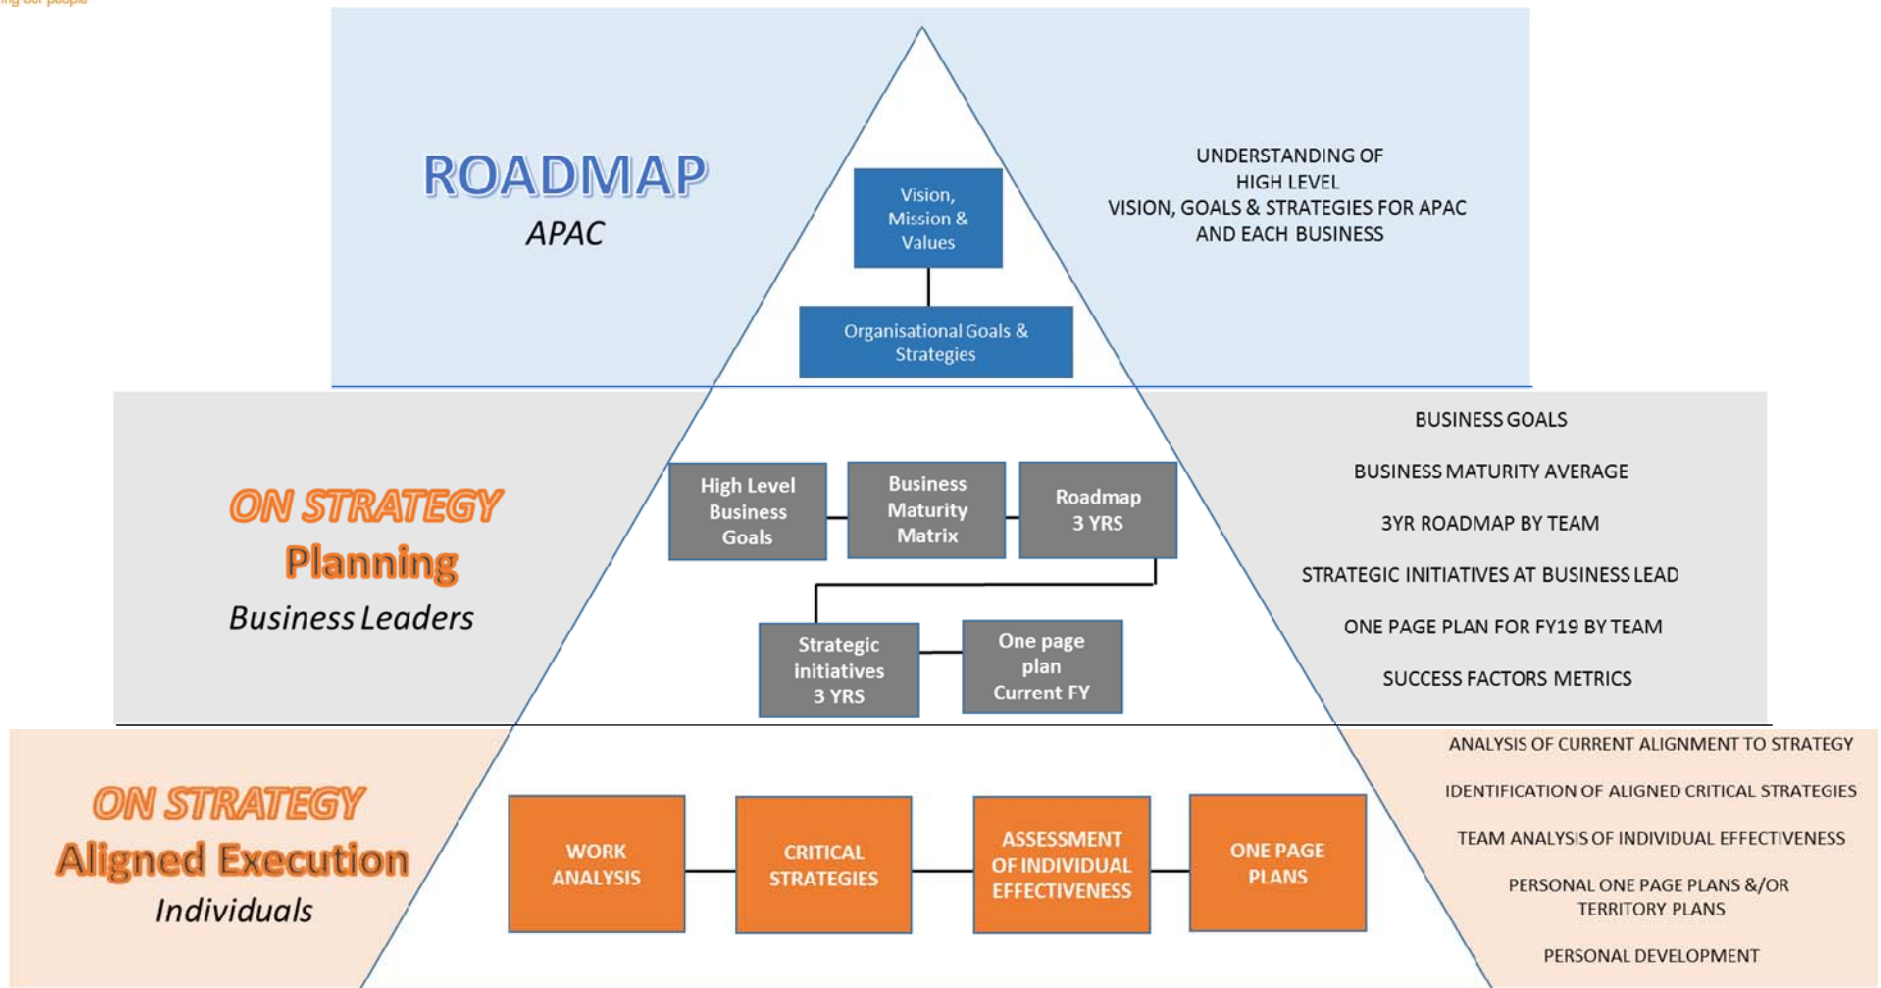 our people
ROADMAP
APAC
Vision,
Mission &
Values
Organisational Goals &
Strategies
UNDERSTANDING OF
HIGH LEVEL
VISION, GOALS & STRATEGIES FOR APAC
AND EACH BUSINESS
ON STRATEGY
Planning
Business Leaders
High Level
Business
Goals
Business
Maturity
Matrix
Roadmap
3 YRS
Strategic
initiatives
3 YRS
One page
plan
Current FY
BUSINESS GOALS
BUSINESS MATURITY AVERAGE
3YR ROADMAP BY TEAM
STRATEGIC INITIATIVES AT BUSINESS LEAD
ONE PAGE PLAN FOR FY19 BY TEAM
SUCCESS FACTORS METRICS
ON STRATEGY
Aligned Execution
Individuals
WORK
ANALYSIS
CRITICAL
STRATEGIES
ASSESSMENT
OF INDIVIDUAL
EFFECTIVENESS
ONE PAGE
PLANS
ANALYSIS OF CURRENT ALIGNMENT TO STRATEGY
IDENTIFICATION OF ALIGNED CRITICAL STRATEGIES
TEAM ANALYSIS OF INDIVIDUAL EFFECTIVENESS
PERSONAL ONE PAGE PLANS &/OR
TERRITORY PLANS
PERSONAL DEVELOPMENT